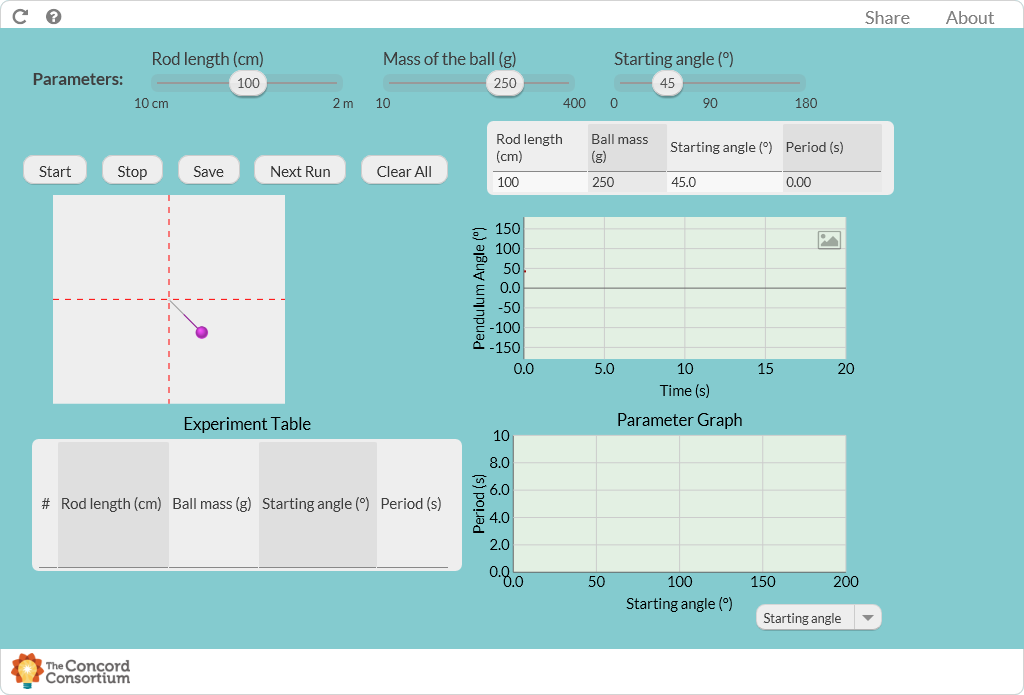 Share About
Parameters:
Rod length (cm)
100
10 cm 2 m
Mass of the ball (g)
250
10 400
Starting angle (º)
45
0 90 180
Start Stop Save Next Run Clear All
Rod length
(cm)
Ball mass
(g)
Starting angle (º)
Period (s)
100 250 45.0 0.00
Pendulum Angle (º)
150
100
50
0.0
-50
-100
-150
0.0 5.0 10 15 20
Time (s)
Experiment Table
# Rod length (cm) Ball mass (g) Starting angle (º) Period (s)
Parameter Graph
Period (s)
10
8.0
6.0
4.0
2.0
0.0
0.0 50 100 150 200
Starting angle (º)
Starting angle
The Concord
Consortium